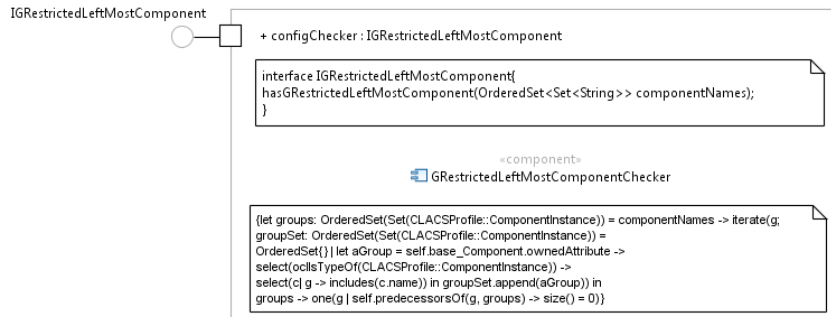 IGRestrictedLeftMostComponent
+ configChecker : IGRestrictedLeftMostComponent
interface IGRestrictedLeftMostComponent{
hasGRestrictedLeftMostComponent(OrderedSet<Set<String>> componentNames);
}
«component»
GRestrictedLeftMostComponentChecker
{let groups: OrderedSet(Set(CLACSProfile::ComponentInstance)) = componentNames -> iterate(g;
groupSet: OrderedSet(Set(CLACSProfile::ComponentInstance)) =
OrderedSet{} | let aGroup = self.base_Component.ownedAttribute ->
select(oclIsTypeOf(CLACSProfile::ComponentInstance)) ->
select(c| g -> includes(c.name)) in groupSet.append(aGroup)) in
groups -> one(g | self.predecessorsOf(g, groups) -> size() = 0)}